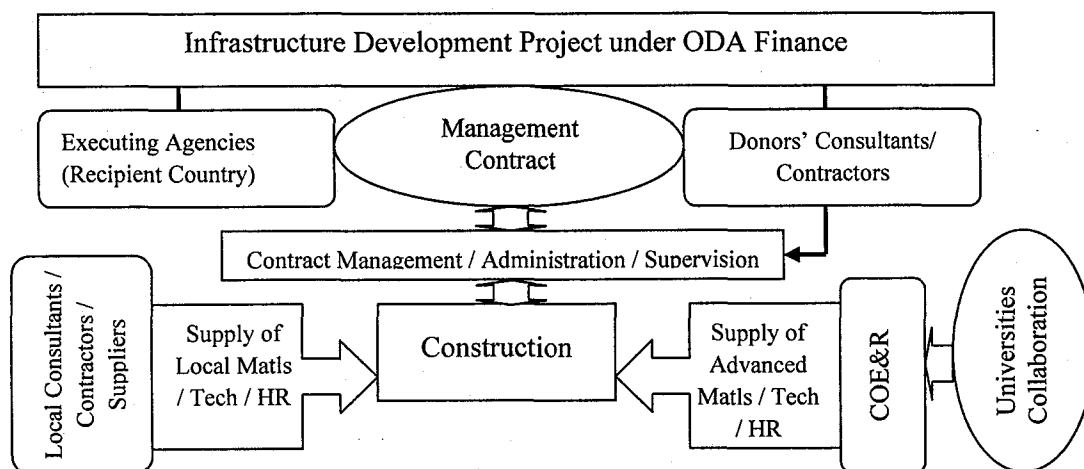 Infrastructure Development Project under ODA Finance
Executing Agencies
(Recipient Country)
Management
Contract
Donors' Consultants/
Contractors
Contract Management / Administration / Supervision
Local Consultants /
Contractors /
Suppliers
Supply of
Local Matls
/ Tech / HR
Construction
Supply of
Advanced
Matls / Tech
/ HR
COE&R
Universities
Collaboration